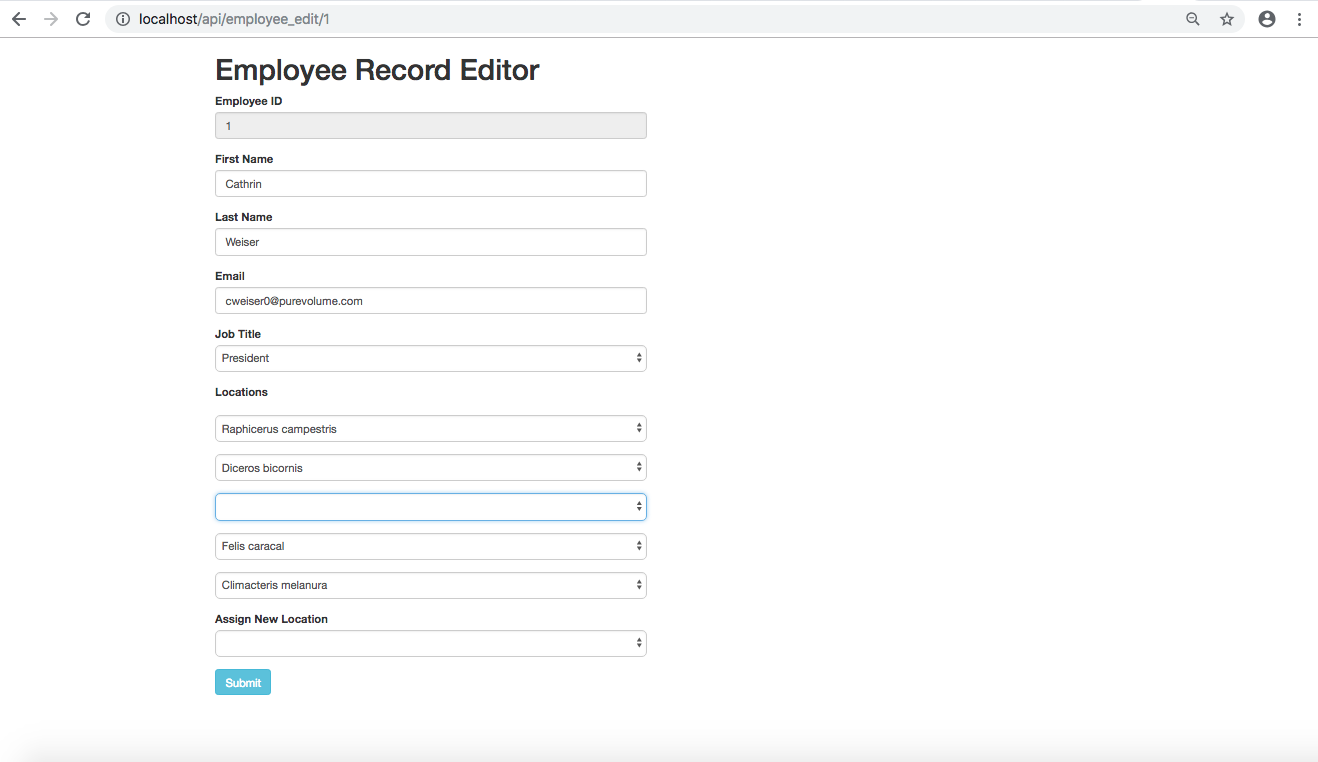 localhost/api/employee_edit/1
Employee Record Editor
Employee ID
1
First Name
Cathrin
Last Name
Weiser
Email
cweiser0@purevolume.com
Job Title
President
Locations
Raphicerus campestris
Diceros bicornis
Felis caracal
Climacteris melanura
Assign New Location
Submit